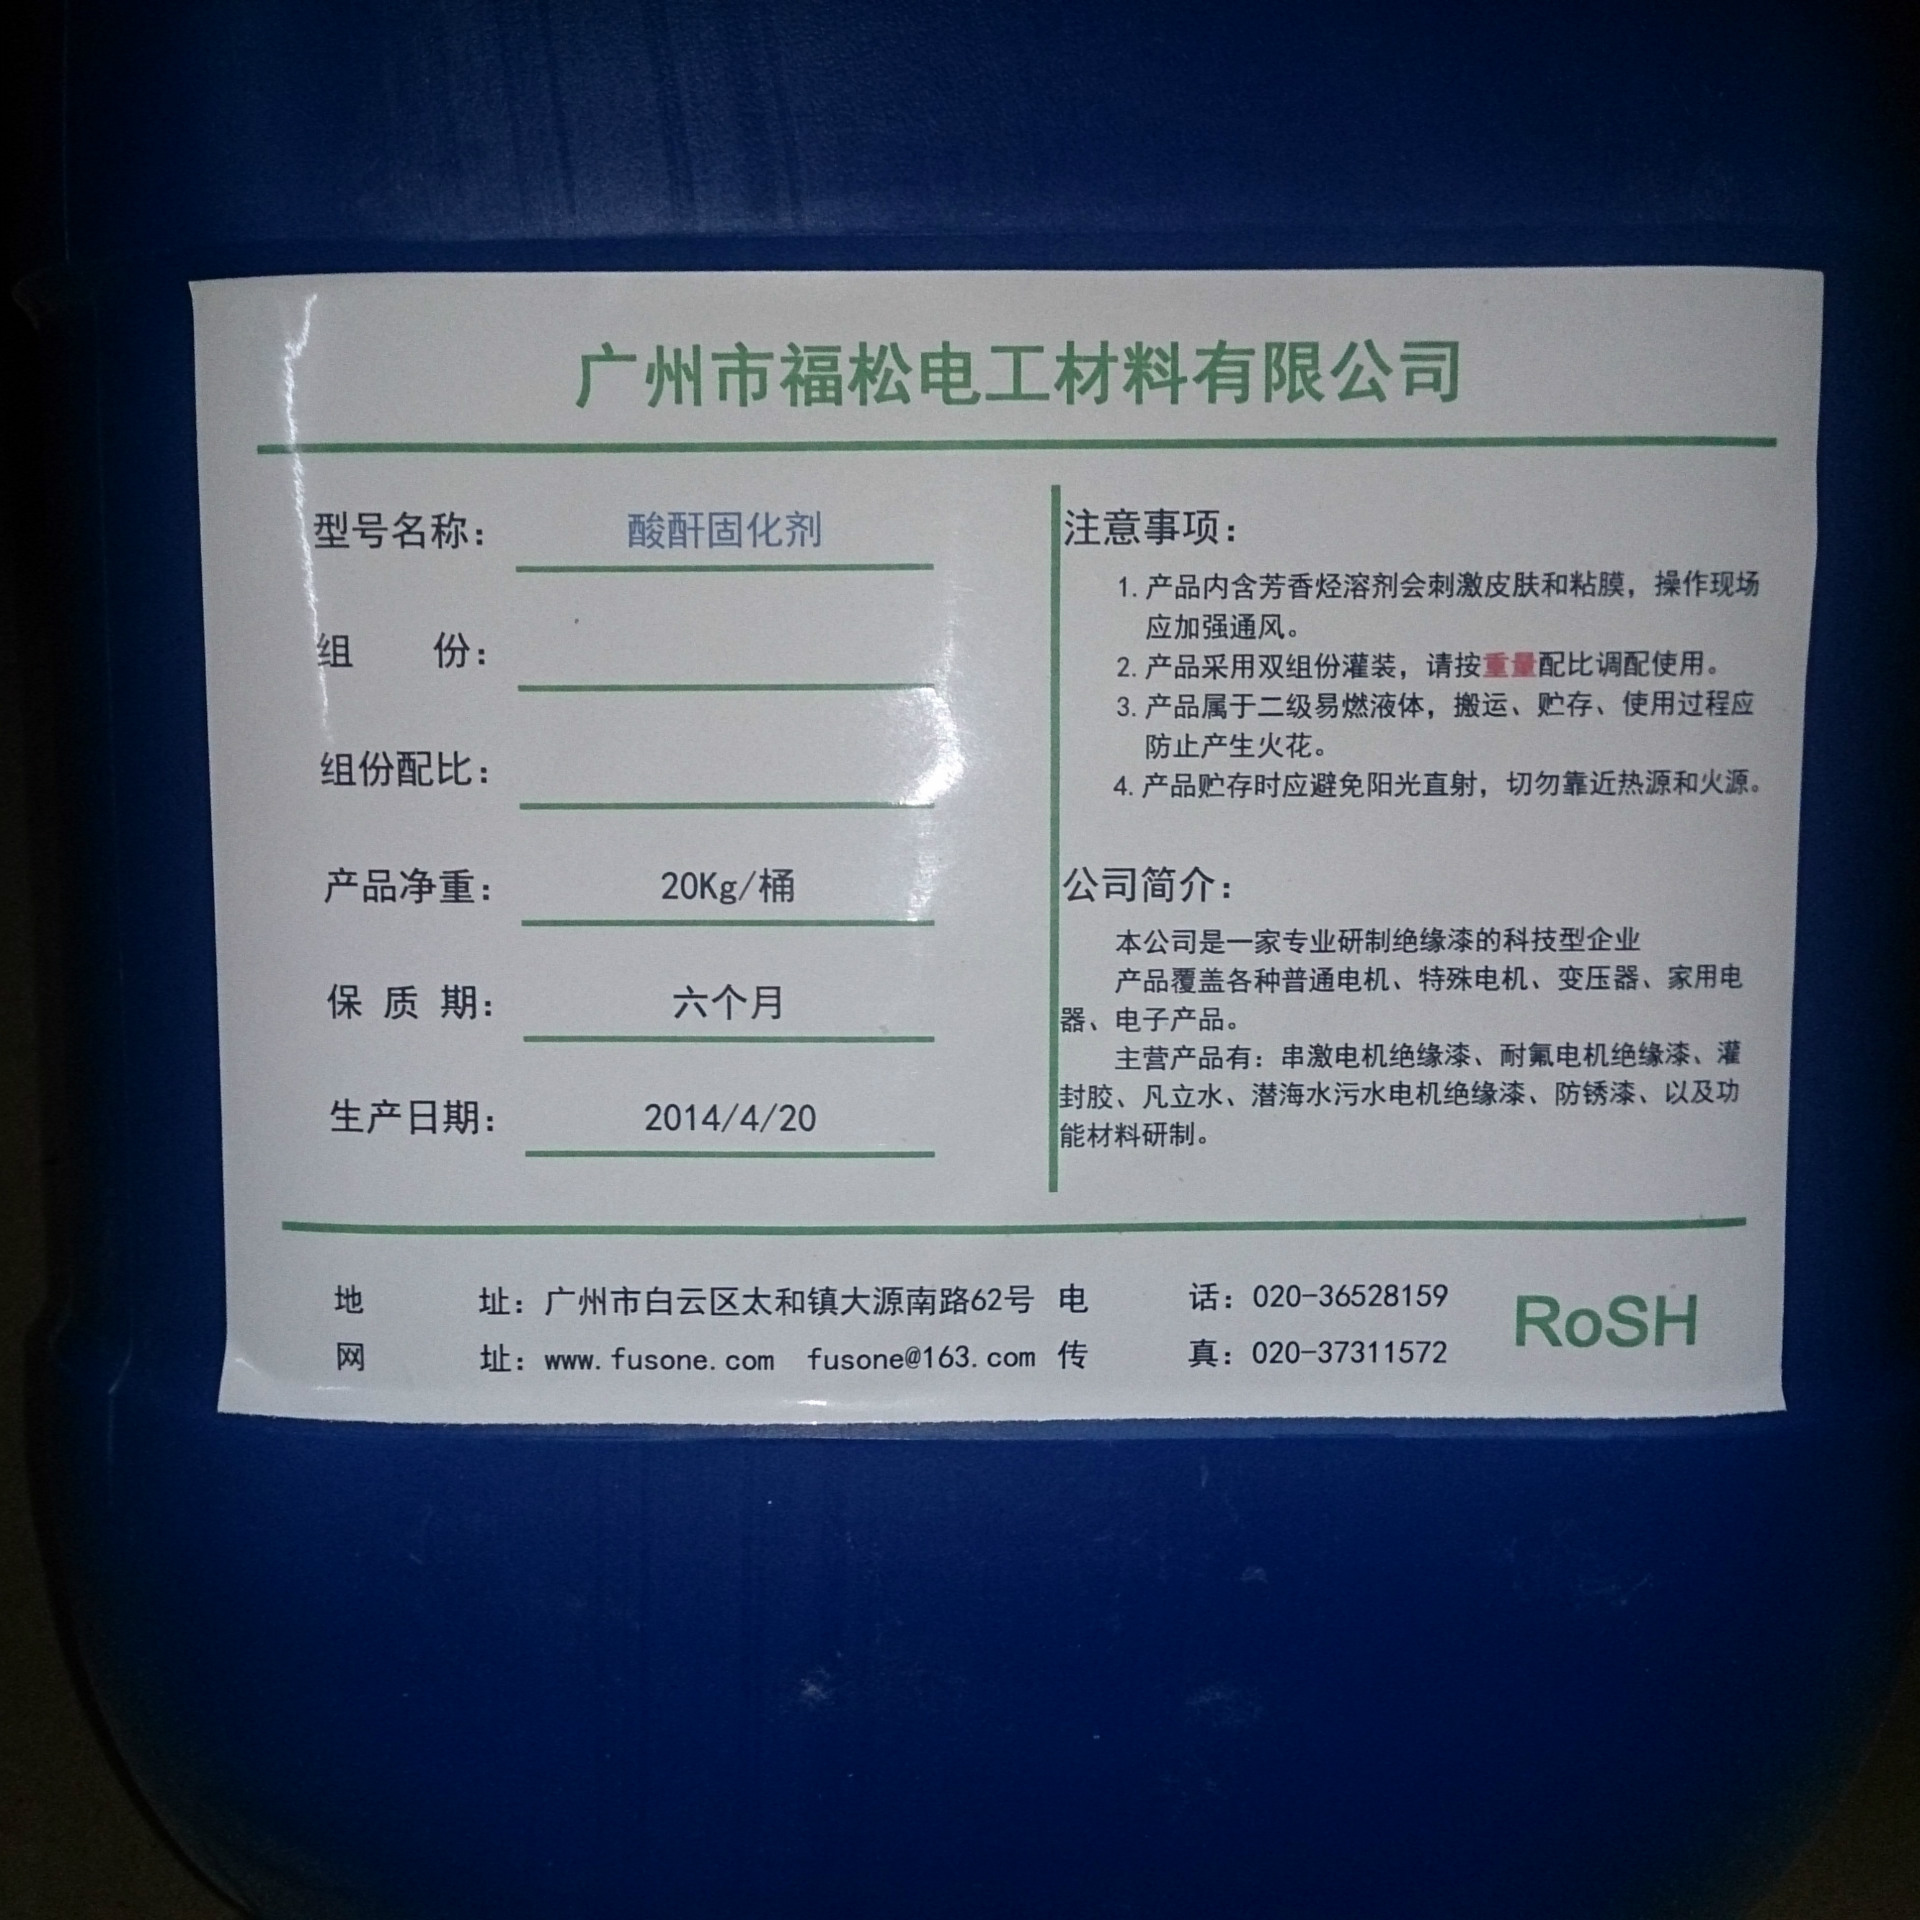 广州市福松电工材料有限公司
型号名称： 酸酐固化剂
组 份：
组份配比：
产品净重： 20Kg/桶
保 质 期： 六个月
生产日期： 2014/4/20
注意事项：
1. 产品内含芳香烃溶剂会刺激皮肤和粘膜，操作现场
应加强通风。
2. 产品采用双组份灌装，请按重量配比调配使用。
3. 产品属于二级易燃液体，搬运、贮存、使用过程应
防止产生火花。
4. 产品贮存时应避免阳光直射，切勿靠近热源和火源。
公司简介：
本公司是一家专业研制绝缘漆的科技型企业
产品覆盖各种普通电机、特殊电机、变压器、家用电
器、电子产品。
主营产品有：串激电机绝缘漆、耐氟电机绝缘漆、灌
封胶、凡立水、潜海水污水电机绝缘漆、防锈漆、以及功
能材料研制。
地 址：广州市白云区太和镇大源南路62号 电 话：020-36528159
网 址：www.fusone.com fusone@163.com 传 真：020-37311572
RoSH